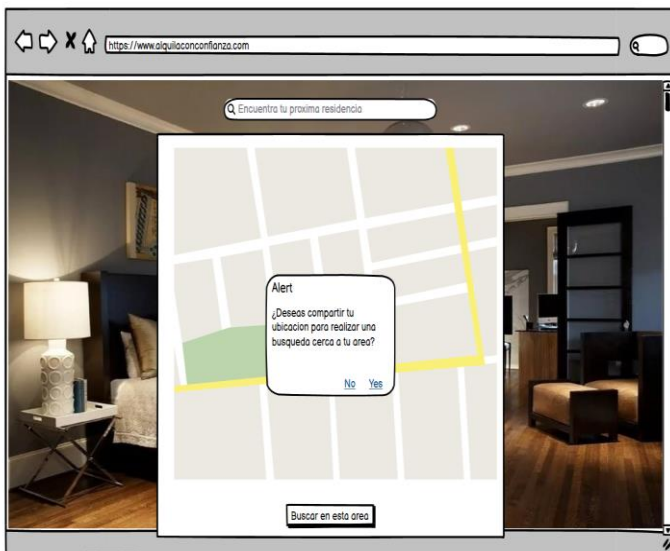 https://www.alquilaconconfianza.com
Encuentra tu proxima residencia
Alert
¿Deseas compartir tu
ubicacion para realizar una
busqueda cerca a tu area?
No Yes
Buscar en esta area